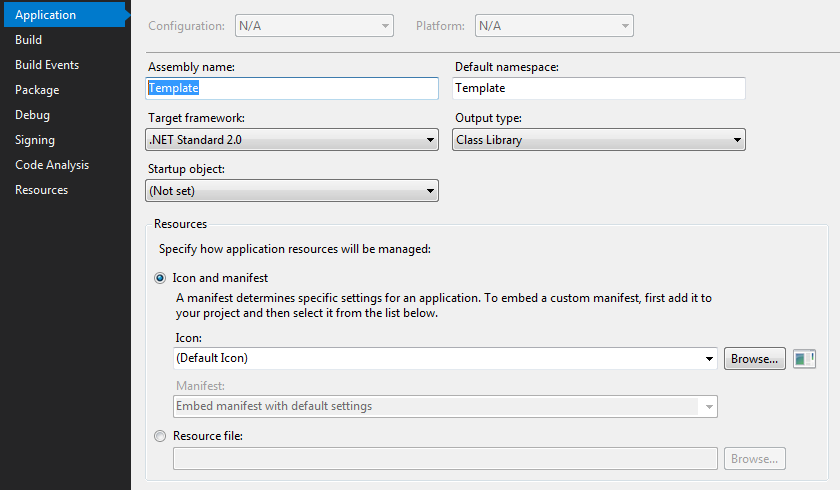 Application
Build
Build Events
Package
Debug
Signing
Code Analysis
Resources
Configuration: N/A Platform: N/A
Assembly name: Default namespace:
Template Template
Target framework: Output type:
.NET Standard 2.0 Class Library
Startup object:
(Not set)
Resources
Specify how application resources will be managed:
Icon and manifest
A manifest determines specific settings for an application. To embed a custom manifest, first add it to
your project and then select it from the list below.
Icon:
(Default Icon) Browse...
Manifest:
Embed manifest with default settings
Resource file:
Browse...